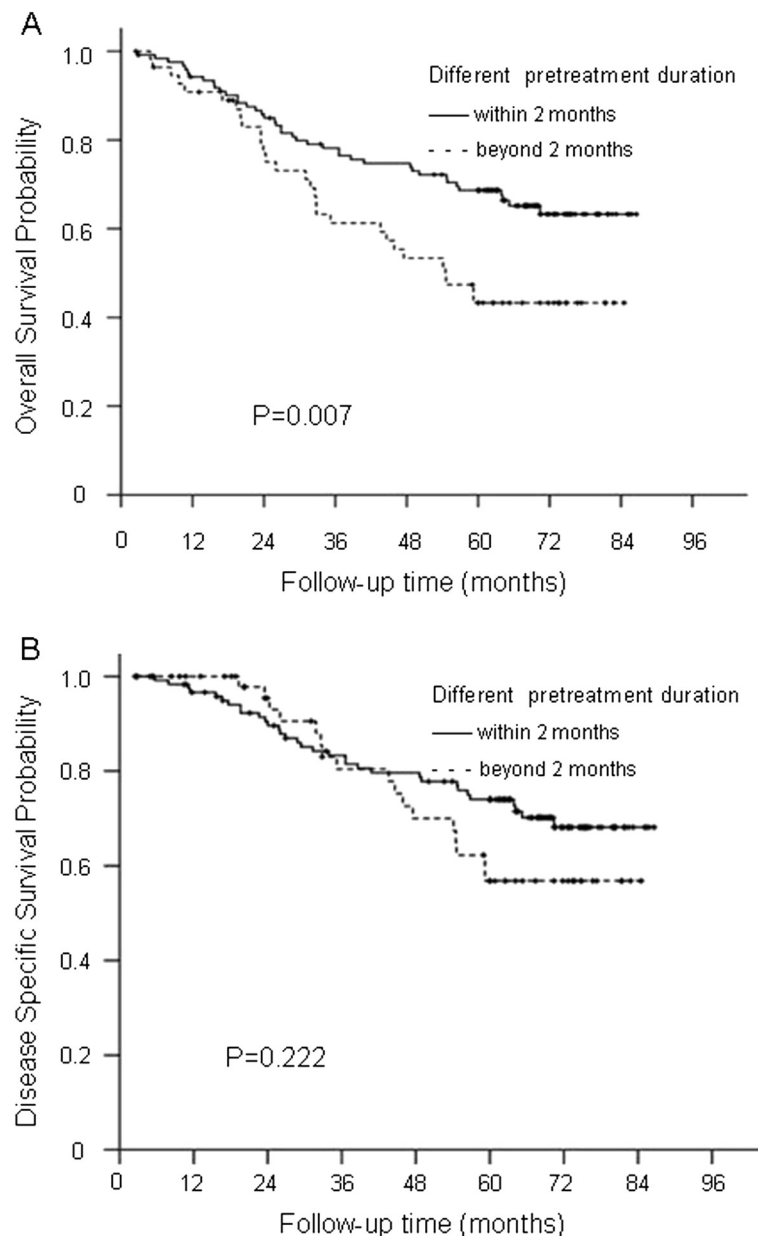 A
1.0
0.8
0.6
0.4
0.2
0
Overall Survival Probability
Different pretreatment duration
within 2 months
beyond 2 months
P=0.007
0 12 24 36 48 60 72 84 96
Follow-up time (months)
B
1.0
0.8
0.6
0.4
0.2
0
Disease Specific Survival Probability
Different pretreatment duration
within 2 months
beyond 2 months
P=0.222
0 12 24 36 48 60 72 84 96
Follow-up time (months)